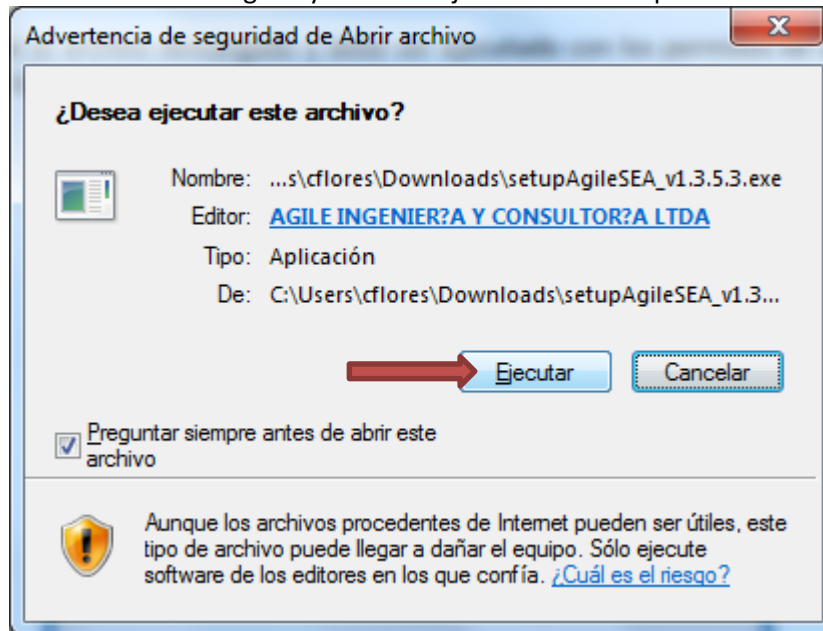 Advertencia de seguridad de Abrir archivo
¿Desea ejecutar este archivo?
Nombre: ...s\cflores\Downloads\setupAgileSEA_v1.3.5.3.exe
Editor: AGILE INGENIER?A Y CONSULTOR?A LTDA
Tipo: Aplicación
De: C:\Users\cflores\Downloads\setupAgileSEA_v1.3...
Ejecutar Cancelar
Preguntar siempre antes de abrir este
archivo
Aunque los archivos procedentes de Internet pueden ser útiles, este
tipo de archivo puede llegar a dañar el equipo. Sólo ejecute
software de los editores en los que confía. ¿Cuál es el riesgo?